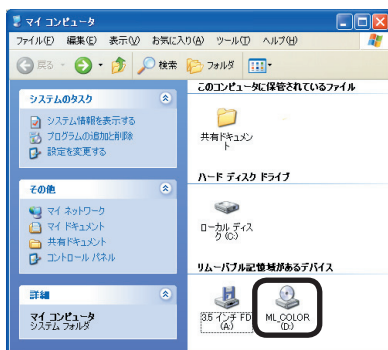 マイ コンピュータ
ファイル(F) 編集(E) 表示(V) お気に入り(A) ツール(T) ヘルプ(H)
戻る 検索 フォルダ
システムのタスク
システム情報を表示する
プログラムの追加と削除
設定を変更する
その他
マイ ネットワーク
マイ ドキュメント
共有ドキュメント
コントロール パネル
詳細
マイ コンピュータ
システム フォルダ
このコンピュータに保管されているファイル
共有ドキュメン
ト
ハード ディスク ドライブ
ローカル ディス
ク (C:)
リムーバブル記憶域があるデバイス
3.5 インチ FD
(A:)
ML_COLOR
(D:)